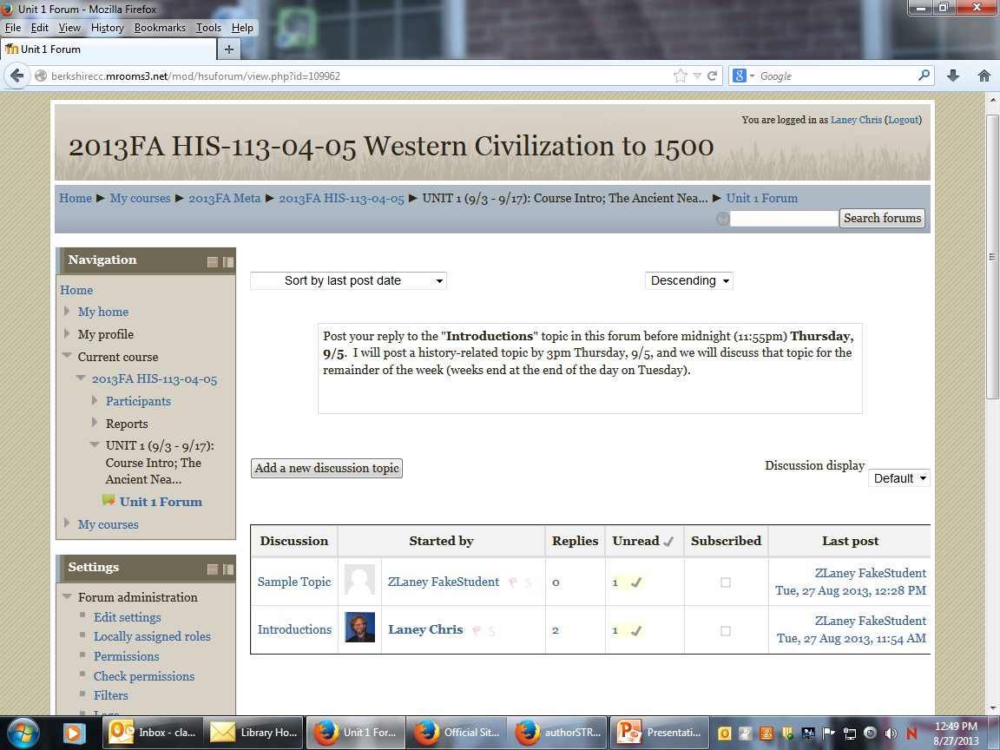 Unit 1 Forum - Mozilla Firefox
File Edit View History Bookmarks Tools Help
Unit 1 Forum
berkshirecc.mrooms3.net/mod/hsuforum/view.php?id=109962
Google
You are logged in as Laney Chris (Logout)
2013FA HIS-113-04-05 Western Civilization to 1500
Home ▶ My courses ▶ 2013FA Meta ▶ 2013FA HIS-113-04-05 ▶ UNIT 1 (9/3 - 9/17): Course Intro; The Ancient Nea... ▶ Unit 1 Forum
Search forums
Navigation
Home
My home
My profile
Current course
2013FA HIS-113-04-05
Participants
Reports
UNIT 1 (9/3 - 9/17):
Course Intro; The
Ancient Nea...
Unit 1 Forum
My courses
Settings
Forum administration
Edit settings
Locally assigned roles
Permissions
Check permissions
Filters
Logs
Sort by last post date Descending
Post your reply to the "Introductions" topic in this forum before midnight (11:55pm) Thursday,
9/5. I will post a history-related topic by 3pm Thursday, 9/5, and we will discuss that topic for the
remainder of the week (weeks end at the end of the day on Tuesday).
Add a new discussion topic
Discussion display
Default
Discussion Started by Replies Unread Subscribed Last post
Sample Topic ZLaney FakeStudent S 0 1 ZLaney FakeStudent
Tue, 27 Aug 2013, 12:28 PM
Introductions Laney Chris S 2 1 ZLaney FakeStudent
Tue, 27 Aug 2013, 11:54 AM
Inbox - cla... Library Ho... Unit 1 For... Official Sit... authorSTR... Presentati...
12:49 PM
8/27/2013